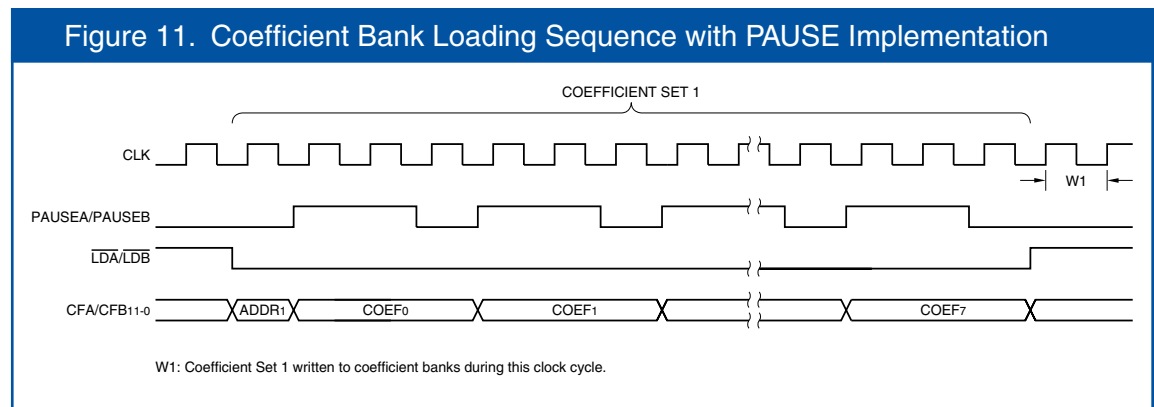 Figure 11. Coefficient Bank Loading Sequence with PAUSE Implementation
COEFFICIENT SET 1
CLK
W1
PAUSEA/PAUSEB
LDA/LDB
CFA/CFB11-0
ADDR1
COEF0
COEF1
COEF7
W1: Coefficient Set 1 written to coefficient banks during this clock cycle.